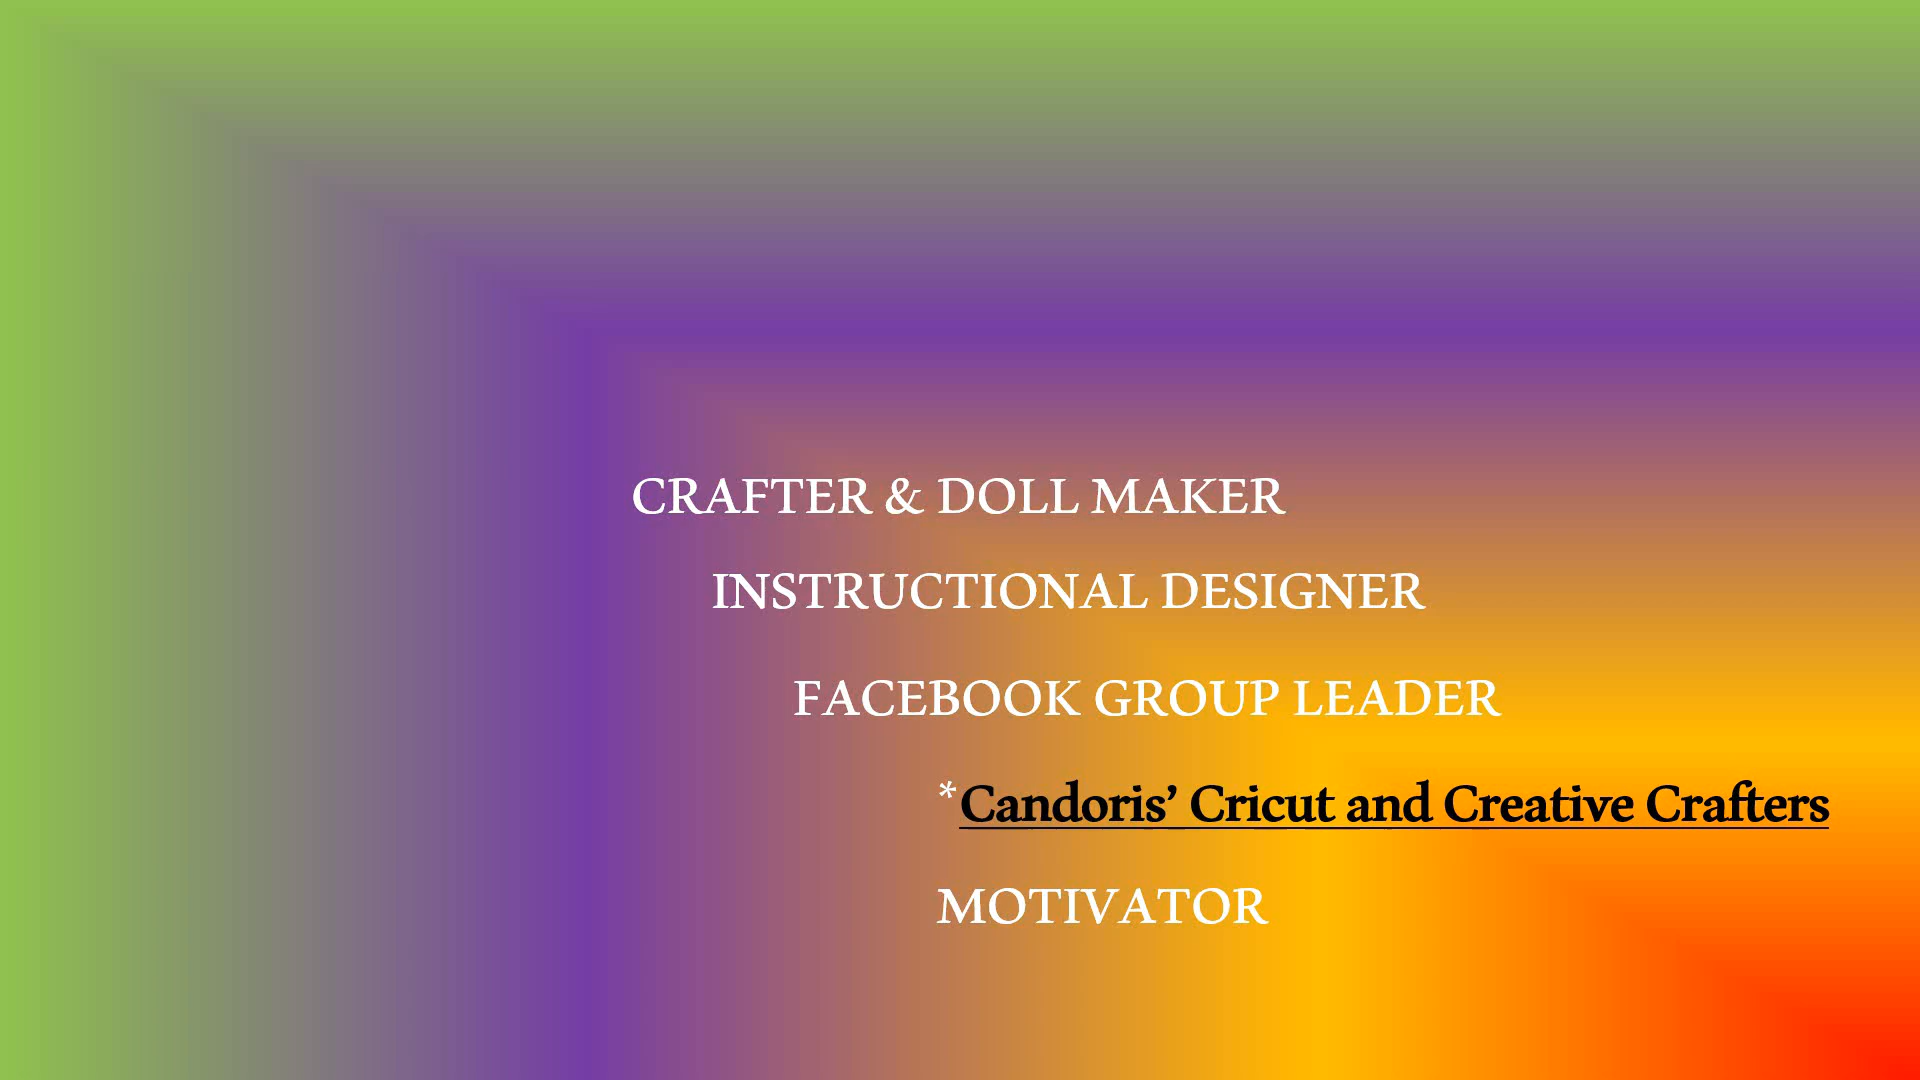 CRAFTER & DOLL MAKER
INSTRUCTIONAL DESIGNER
FACEBOOK GROUP LEADER
*Candoris’ Cricut and Creative Crafters
MOTIVATOR